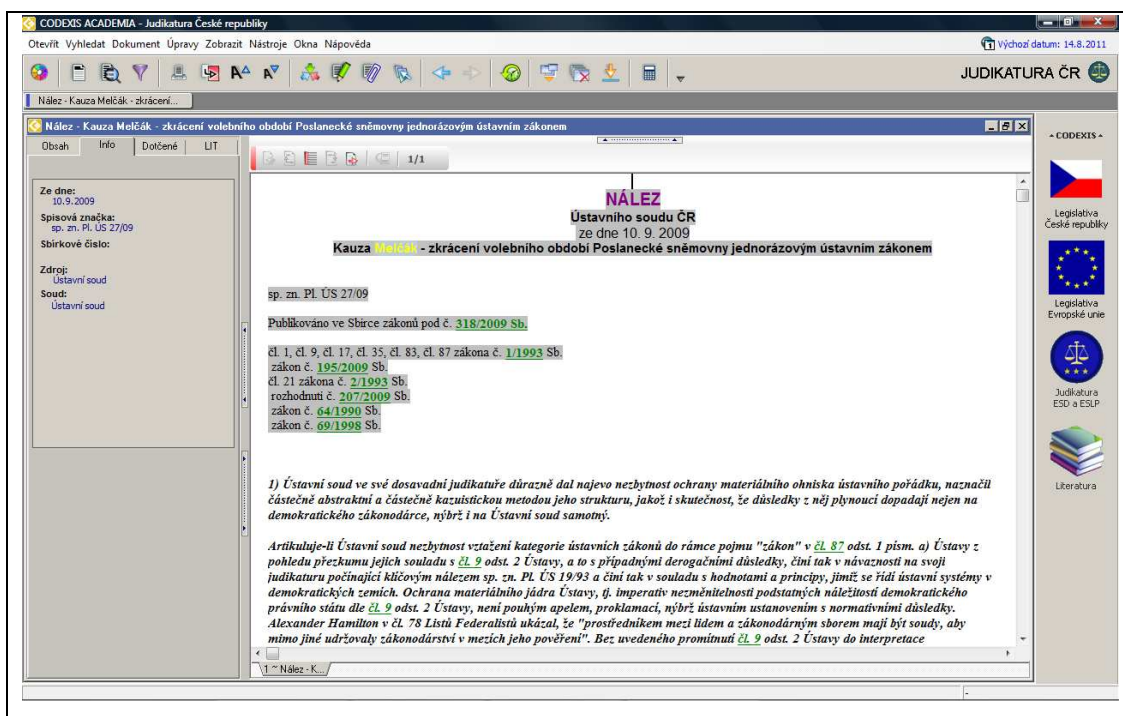 CODEXIS ACADEMIA - Judikatura České republiky
Otevřít Vyhledat Dokument Úpravy Zobrazit Nástroje Okna Nápověda
Výchozí datum: 14.8.2011
JUDIKATURA ČR
Nález - Kauza Melčák - zkrácení...
Nález - Kauza Melčák - zkrácení volebního období Poslanecké sněmovny jednorázovým ústavním zákonem
Obsah Info Dotčené LIT
1/1
Ze dne:
10.9.2009
Spisová značka:
sp. zn. Pl. ÚS 27/09
Sbírkové číslo:
Zdroj:
Ústavní soud
Soud:
Ústavní soud
NÁLEZ
Ústavního soudu ČR
ze dne 10. 9. 2009
Kauza Melčák - zkrácení volebního období Poslanecké sněmovny jednorázovým ústavním zákonem
sp. zn. Pl. ÚS 27/09
Publikováno ve Sbírce zákonů pod č. 318/2009 Sb.
čl. 1, čl. 9, čl. 17, čl. 35, čl. 83, čl. 87 zákona č. 1/1993 Sb.
zákon č. 195/2009 Sb.
čl. 21 zákona č. 2/1993 Sb.
rozhodnutí č. 207/2009 Sb.
zákon č. 64/1990 Sb.
zákon č. 69/1998 Sb.
1) Ústavní soud ve své dosavadní judikatuře důrazně dal najevo nezbytnost ochrany materiálního ohniska ústavního pořádku, naznačil
částečně abstraktní a částečně kazuistickou metodou jeho strukturu, jakož i skutečnost, že důsledky z něj plynoucí dopadají nejen na
demokratického zákonodárce, nýbrž i na Ústavní soud samotný.
Artikuluje-li Ústavní soud nezbytnost vztažení kategorie ústavních zákonů do rámce pojmu "zákon" v čl. 87 odst. 1 písm. a) Ústavy z
pohledu přezkumu jejich souladu s čl. 9 odst. 2 Ústavy, a to s případnými derogačními důsledky, činí tak v návaznosti na svoji
judikaturu počínající klíčovým nálezem sp. zn. Pl. ÚS 19/93 a činí tak v souladu s hodnotami a principy, jimiž se řídí ústavní systémy v
demokratických zemích. Ochrana materiálního jádra Ústavy, tj. imperativ nezměnitelnosti podstatných náležitostí demokratického
právního státu dle čl. 9 odst. 2 Ústavy, není pouhým apelem, proklamací, nýbrž ústavním ustanovením s normativními důsledky.
Alexander Hamilton v čl. 78 Listů Federalistů ukázal, že "prostředníkem mezi lidem a zákonodárným sborem mají být soudy, aby
mimo jiné udržovaly zákonodárství v mezích jeho pověření". Bez uvedeného promítnutí čl. 9 odst. 2 Ústavy do interpretace
1 ~ Nález - K...
CODEXIS
Legislativa
České republiky
Legislativa
Evropské unie
Judikatura
ESD a ESLP
Literatura